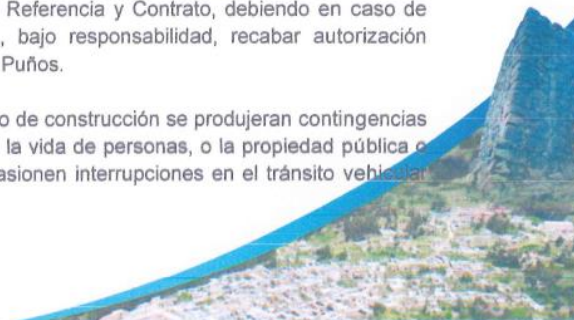 Referencia y Contrato, debiendo en caso de
, bajo responsabilidad, recabar autorización
Puños.
o de construcción se produjeran contingencias
la vida de personas, o la propiedad pública o
asionen interrupciones en el tránsito vehicular